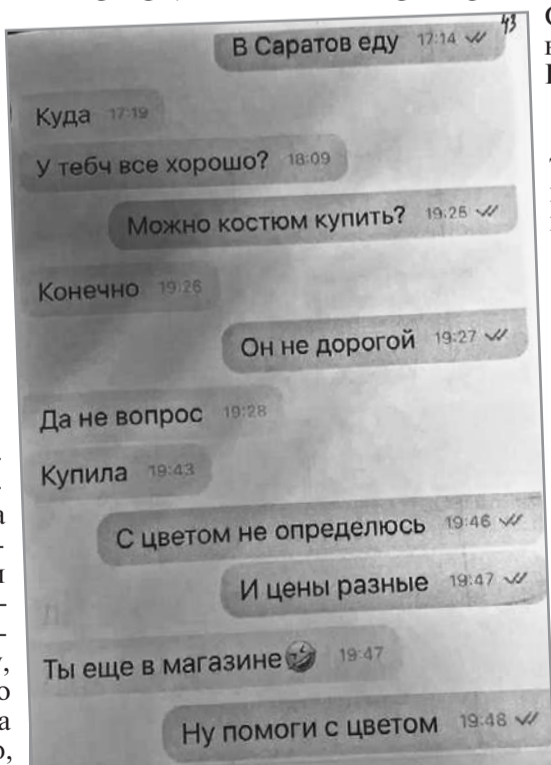 43
В Саратов еду 17:14
Куда 17:19
У тебч все хорошо? 18:09
Можно костюм купить? 19:26
Конечно 19:26
Он не дорогой 19:27
Да не вопрос 19:28
Купила 19:43
С цветом не определюсь 19:46
И цены разные 19:47
Ты еще в магазине🤣 19:47
Ну помоги с цветом 19:48